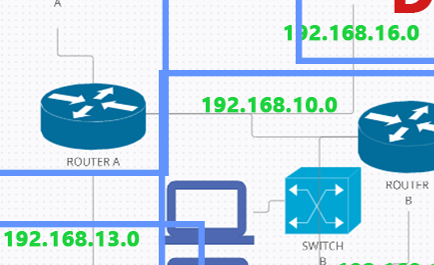 A
D
192.168.16.0
192.168.10.0
ROUTER A
ROUTER
B
192.168.13.0
SWITCH
B